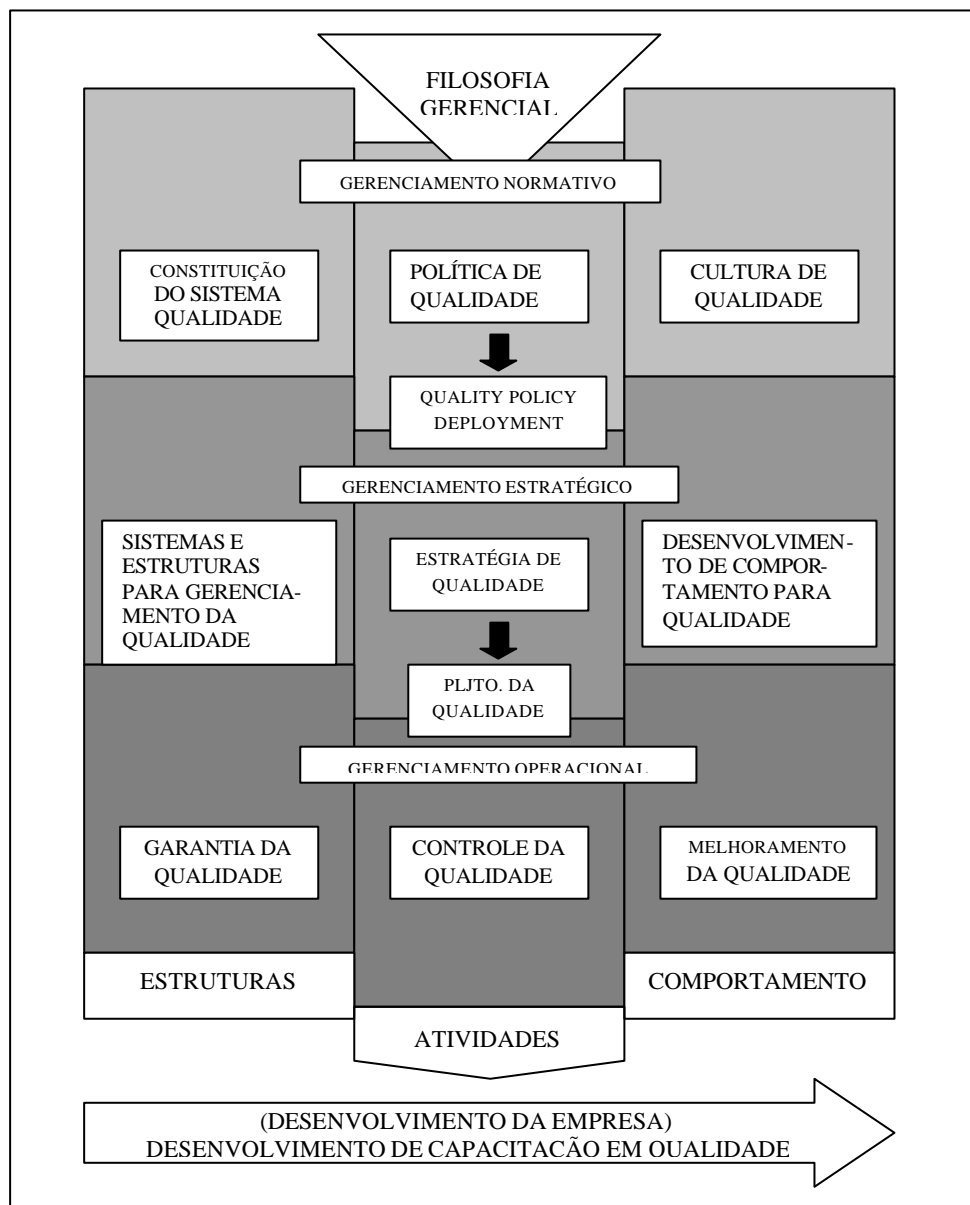 FILOSOFIA
GERENCIAL
GERENCIAMENTO NORMATIVO
CONSTITUIÇÃO
DO SISTEMA
QUALIDADE
POLÍTICA DE
QUALIDADE
CULTURA DE
QUALIDADE
QUALITY POLICY
DEPLOYMENT
GERENCIAMENTO ESTRATÉGICO
SISTEMAS E
ESTRUTURAS
PARA GERENCIA-
MENTO DA
QUALIDADE
ESTRATÉGIA DE
QUALIDADE
DESENVOLVIMEN-
TO DE COMPOR-
TAMENTO PARA
QUALIDADE
PLJTO. DA
QUALIDADE
GERENCIAMENTO OPERACIONAL
GARANTIA DA
QUALIDADE
CONTROLE DA
QUALIDADE
MELHORAMENTO
DA QUALIDADE
ESTRUTURAS
COMPORTAMENTO
ATIVIDADES
(DESENVOLVIMENTO DA EMPRESA)
DESENVOLVIMENTO DE CAPACITAÇÃO EM QUALIDADE